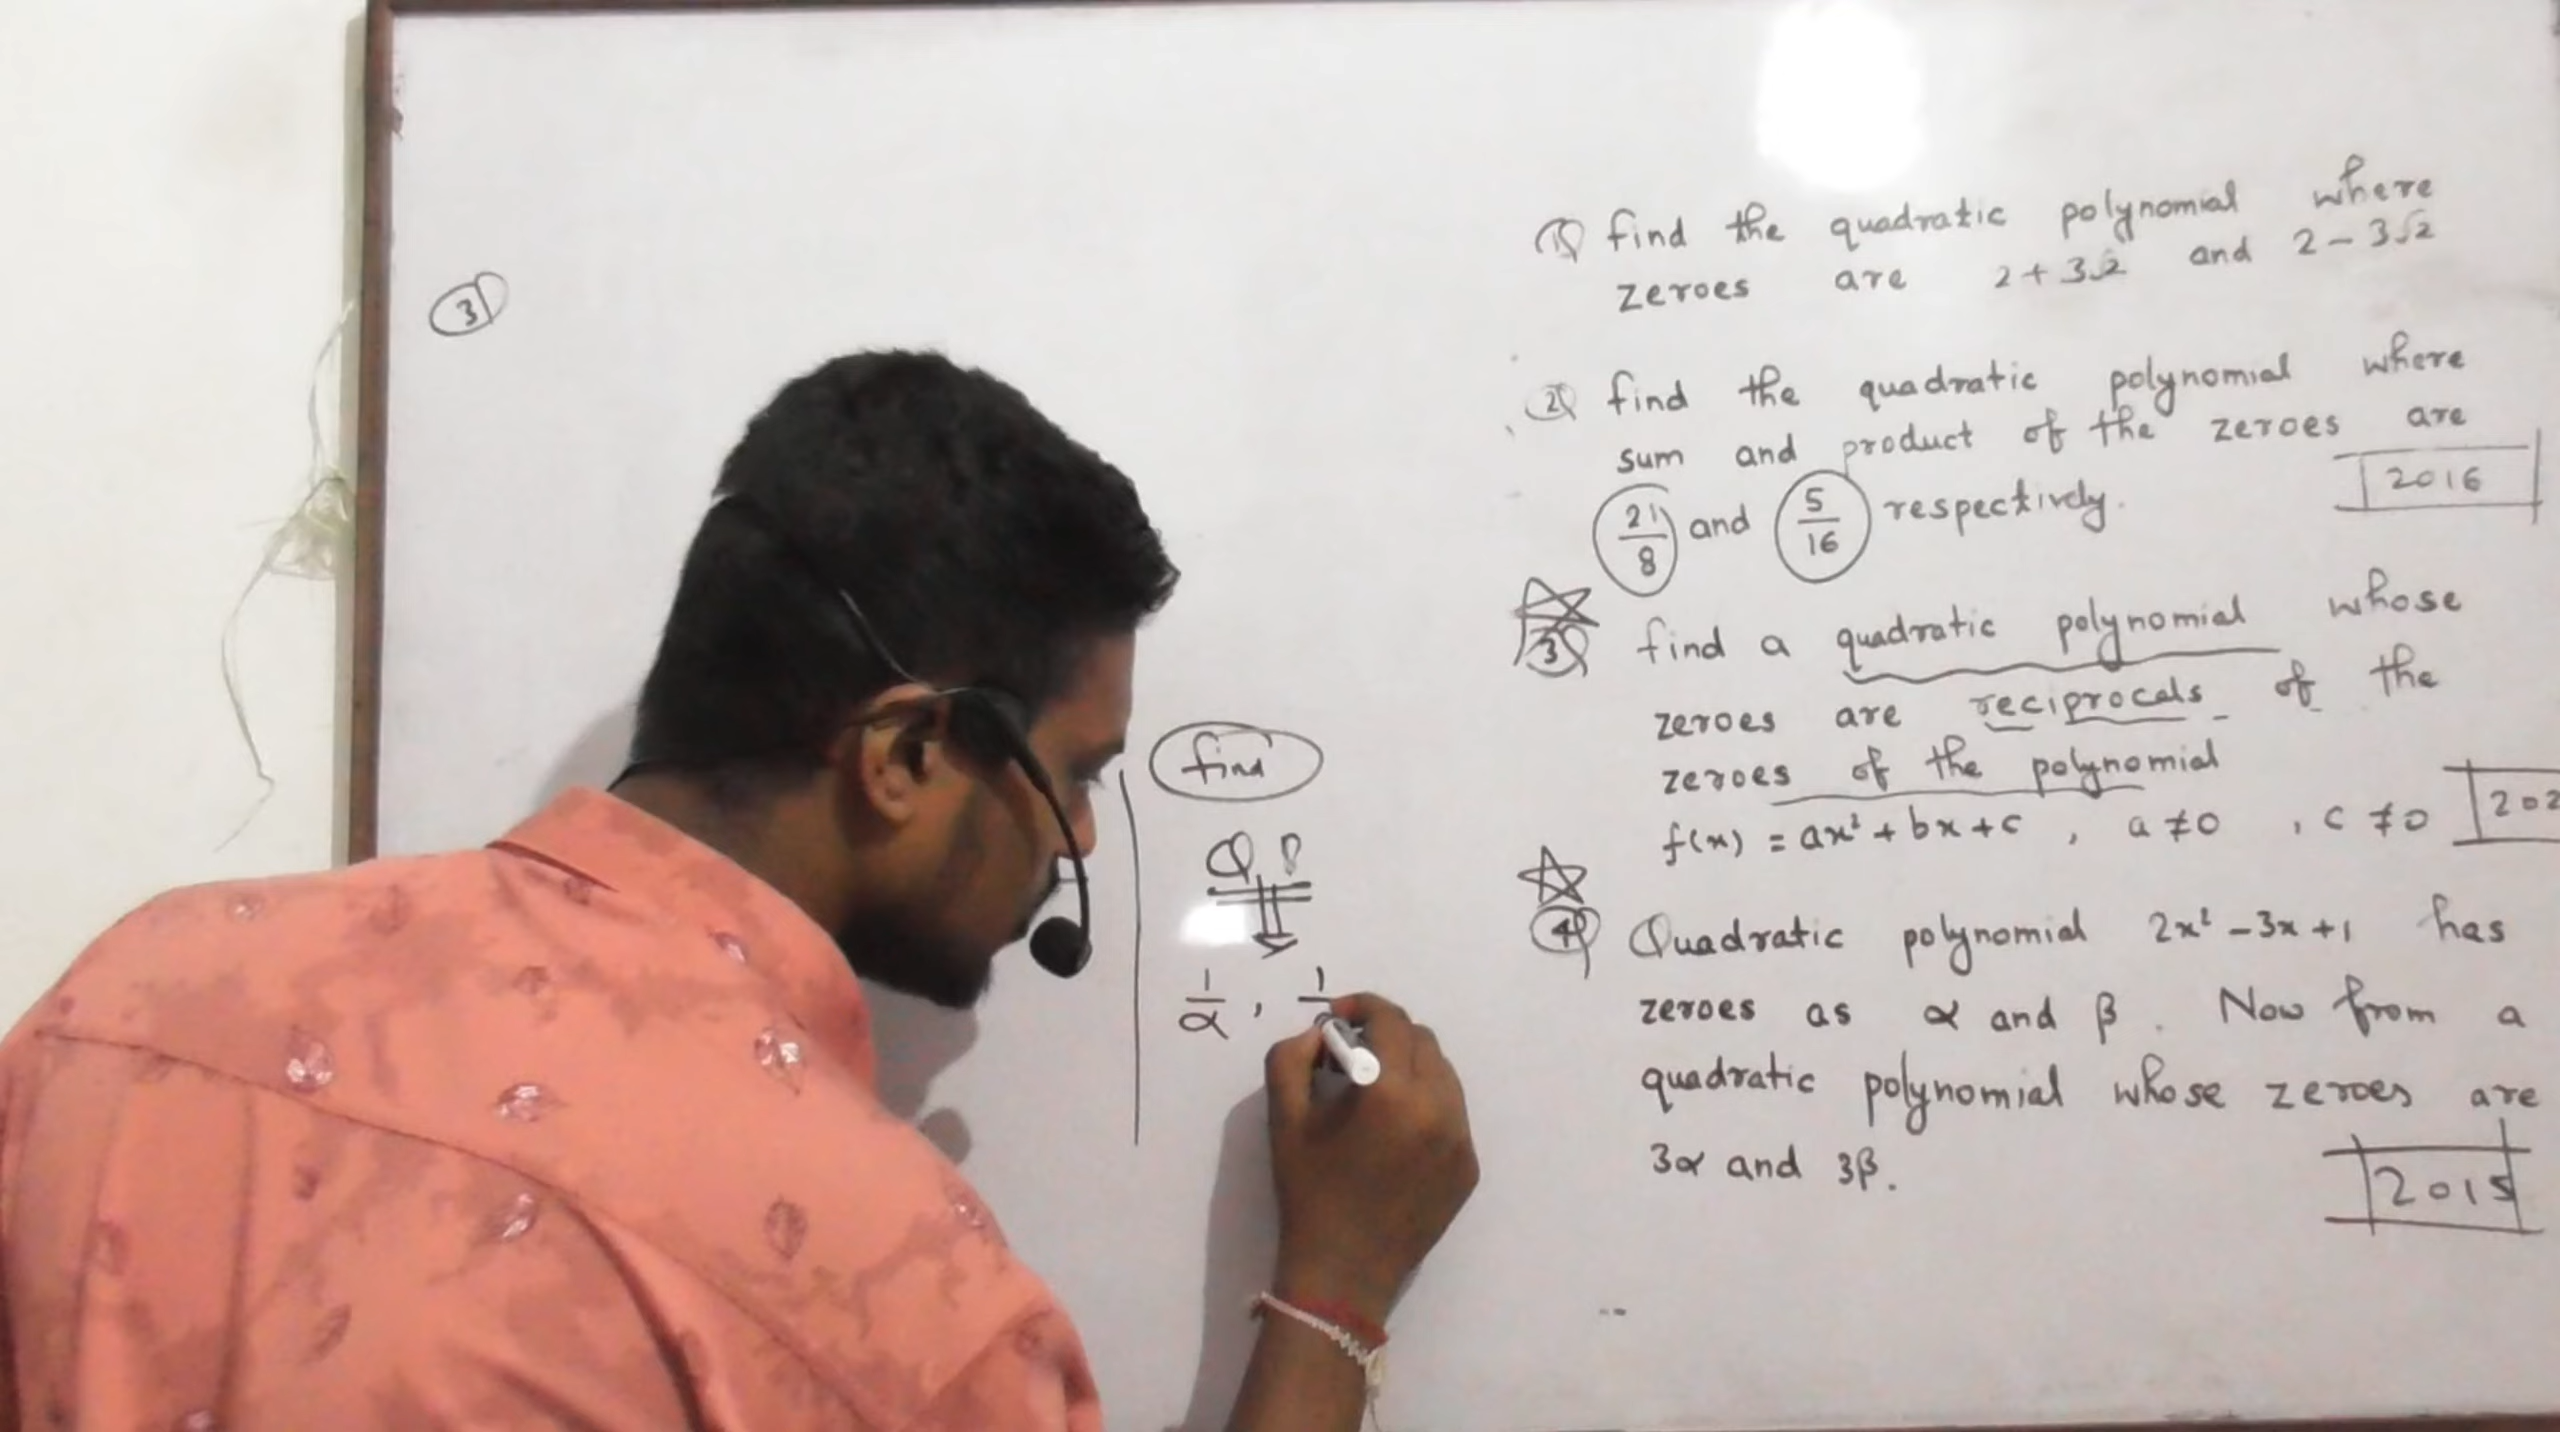 3
find
Q.P
1/α , 1/
1) find the quadratic polynomial where
zeroes are 2+3√2 and 2-3√2
2) find the quadratic polynomial where
sum and product of the zeroes are
21/8 and 5/16 respectively.
2016
3) find a quadratic polynomial whose
zeroes are reciprocals of the
zeroes of the polynomial
f(x) = ax² + bx + c , a ≠ 0 , c ≠ 0
4) Quadratic polynomial 2x² - 3x + 1 has
zeroes as α and β. Now from a
quadratic polynomial whose zeroes are
3α and 3β.
2015